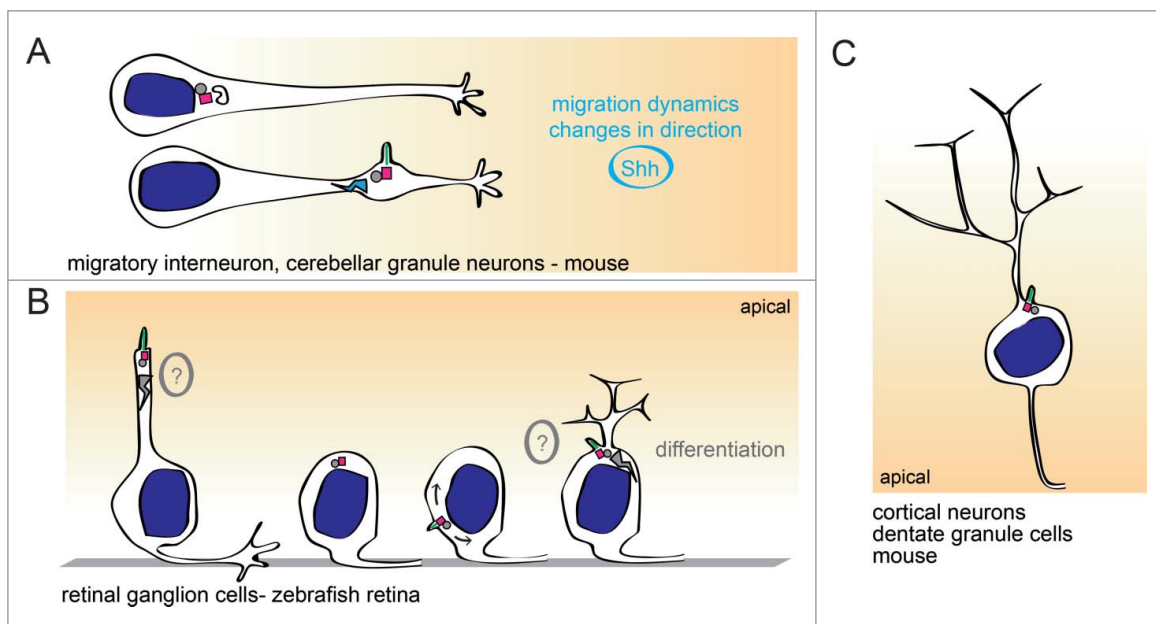 A
migration dynamics
changes in direction
Shh
migratory interneuron, cerebellar granule neurons - mouse
B
apical
?
?
differentiation
retinal ganglion cells- zebrafish retina
C
apical
cortical neurons
dentate granule cells
mouse